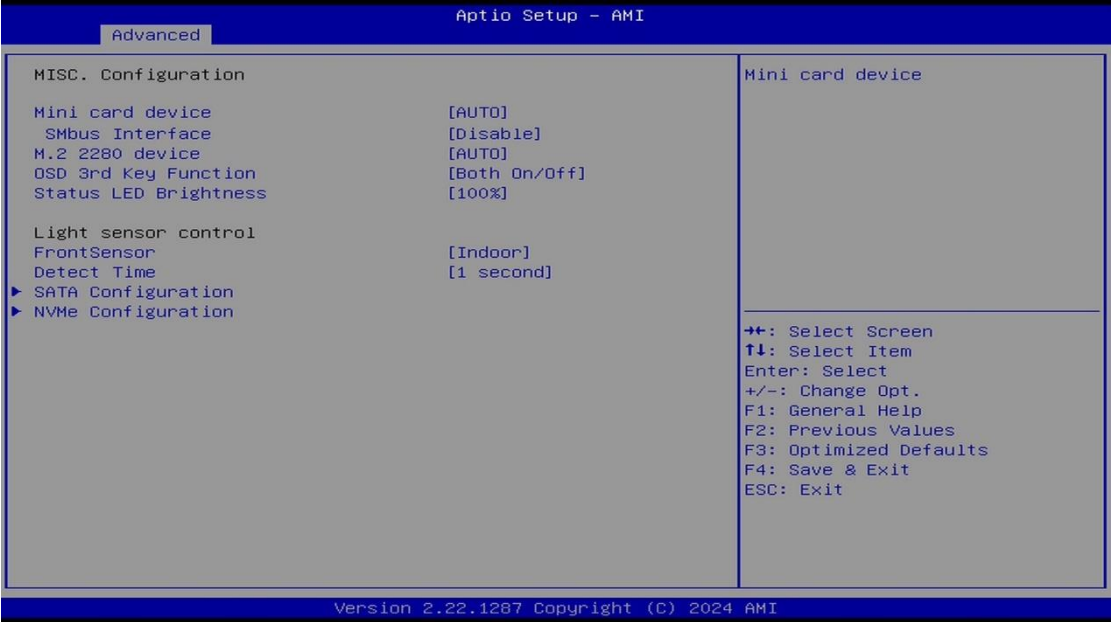 Aptio Setup – AMI
Advanced
MISC. Configuration
Mini card device [AUTO]
SMbus Interface [Disable]
M.2 2280 device [AUTO]
OSD 3rd Key Function [Both On/Off]
Status LED Brightness [100%]
Light sensor control
FrontSensor [Indoor]
Detect Time [1 second]
▶ SATA Configuration
▶ NVMe Configuration
Mini card device
→←: Select Screen
↑↓: Select Item
Enter: Select
+/-: Change Opt.
F1: General Help
F2: Previous Values
F3: Optimized Defaults
F4: Save & Exit
ESC: Exit
Version 2.22.1287 Copyright (C) 2024 AMI